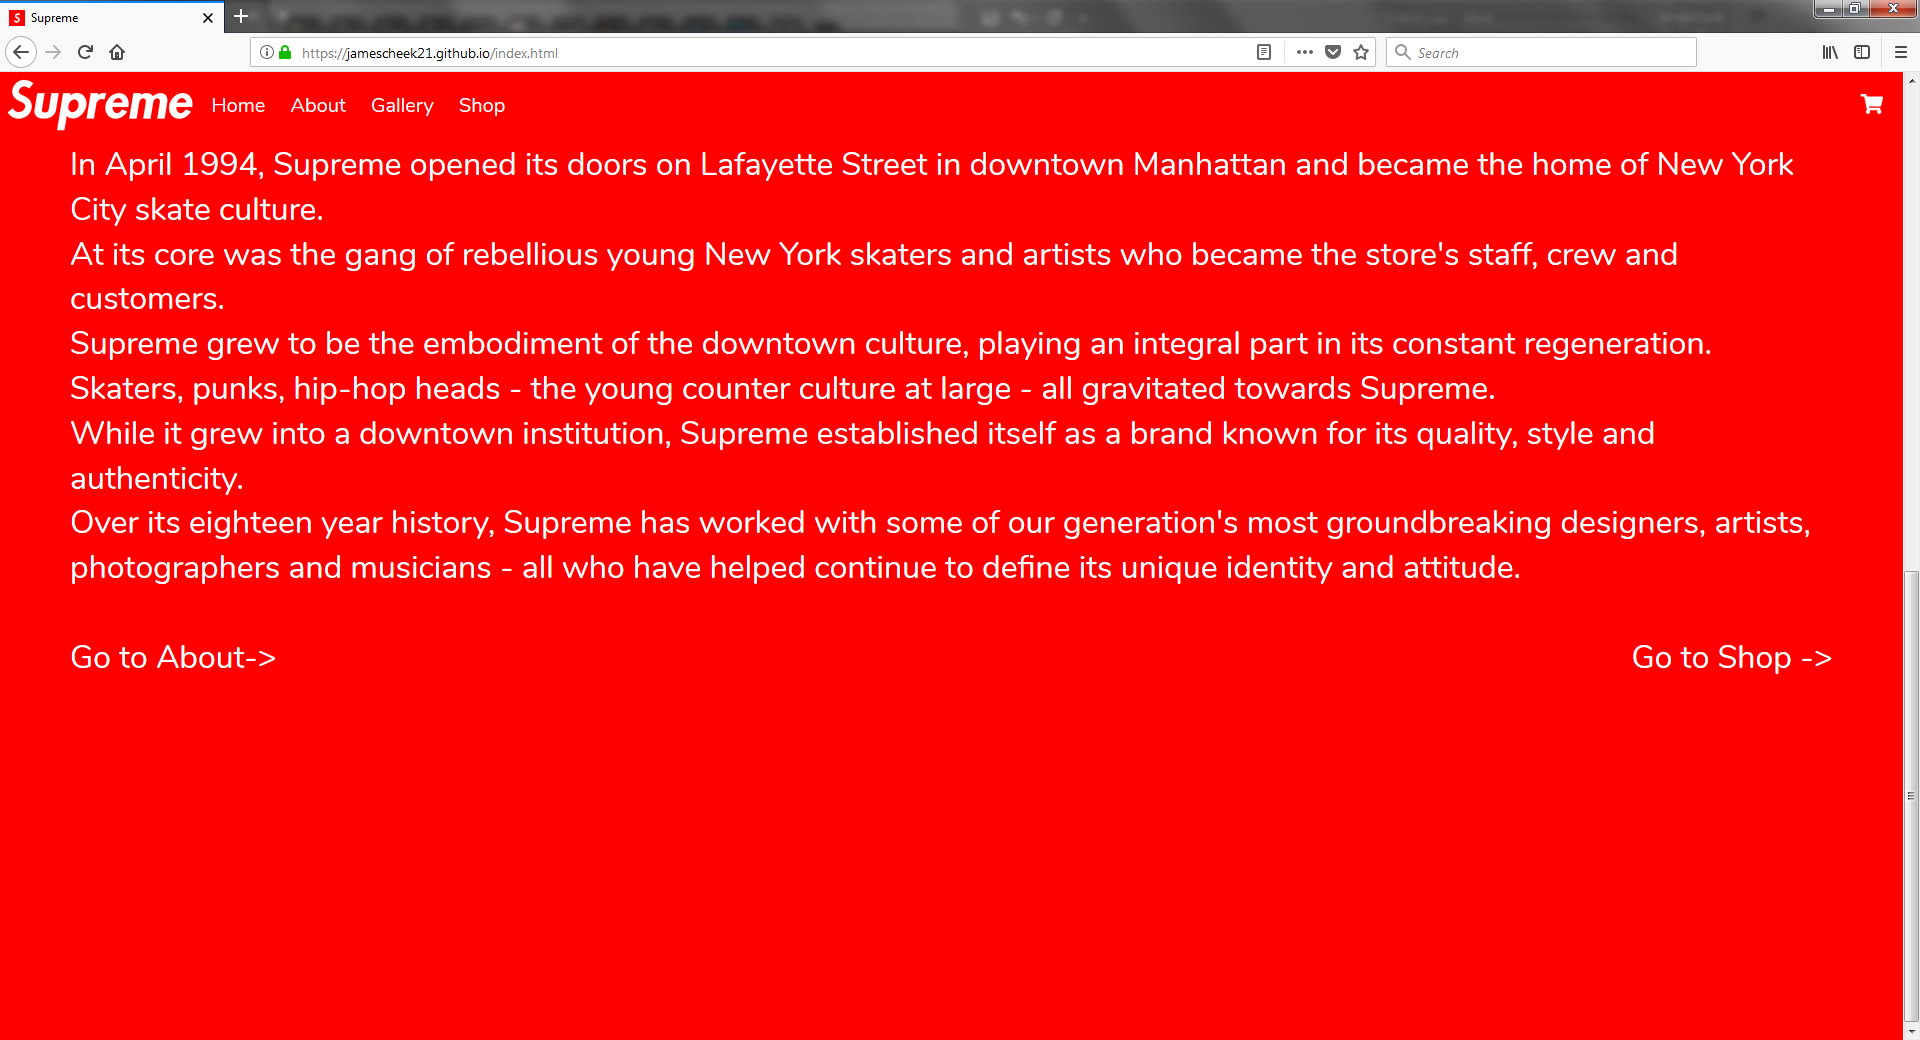 Supreme
https://jamescheek21.github.io/index.html
Search
Supreme Home About Gallery Shop
In April 1994, Supreme opened its doors on Lafayette Street in downtown Manhattan and became the home of New York
City skate culture.
At its core was the gang of rebellious young New York skaters and artists who became the store's staff, crew and
customers.
Supreme grew to be the embodiment of the downtown culture, playing an integral part in its constant regeneration.
Skaters, punks, hip-hop heads - the young counter culture at large - all gravitated towards Supreme.
While it grew into a downtown institution, Supreme established itself as a brand known for its quality, style and
authenticity.
Over its eighteen year history, Supreme has worked with some of our generation's most groundbreaking designers, artists,
photographers and musicians - all who have helped continue to define its unique identity and attitude.
Go to About-> Go to Shop ->